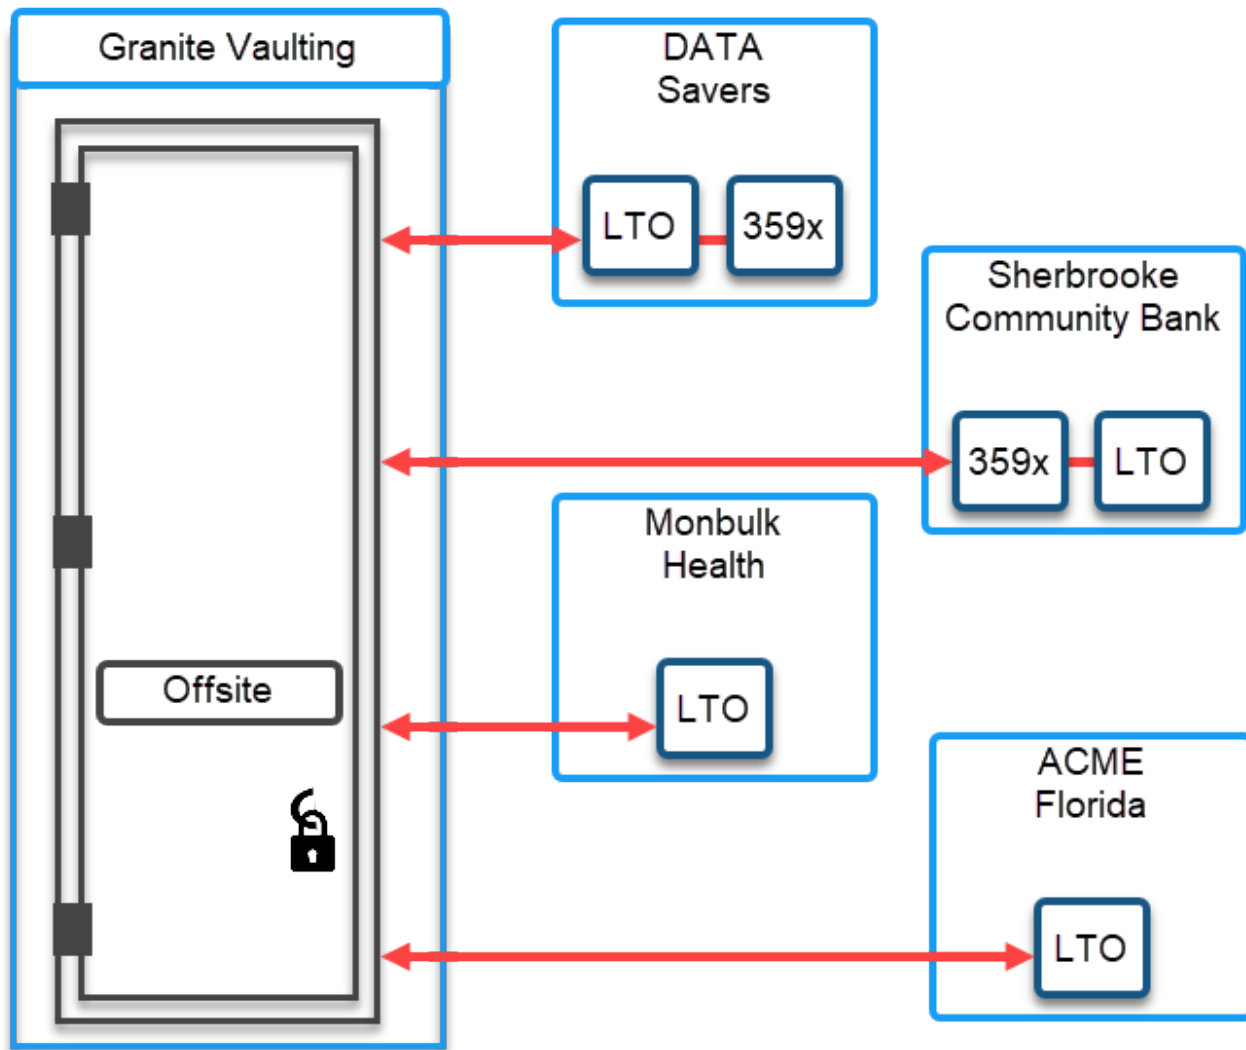 Granite Vaulting
DATA
Savers
LTO
359x
Sherbrooke
Community Bank
359x
LTO
Monbulk
Health
LTO
Offsite
ACME
Florida
LTO